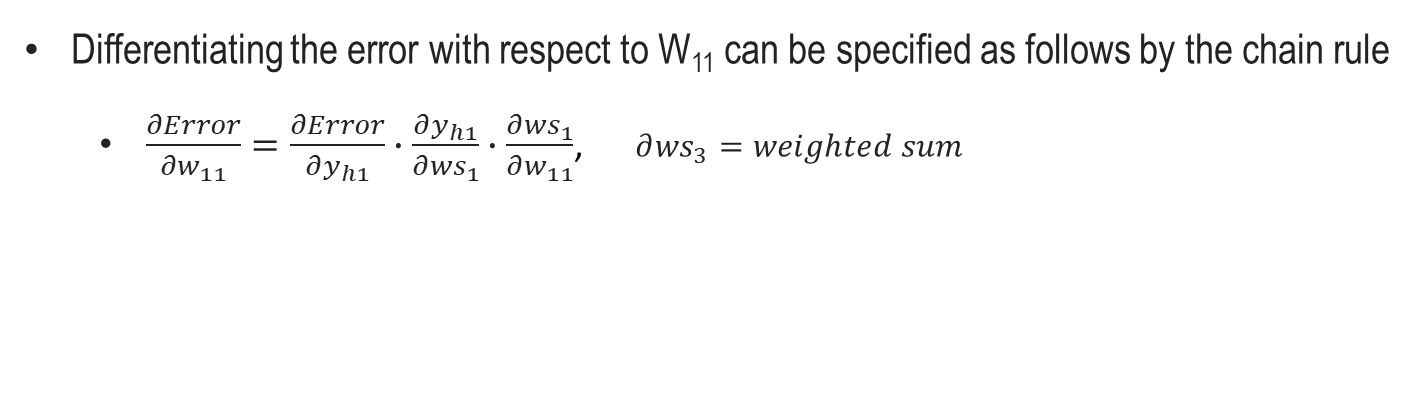 • Differentiating the error with respect to W₁₁ can be specified as follows by the chain rule
• ∂Error/∂w₁₁ = ∂Error/∂yₕ₁ · ∂yₕ₁/∂ws₁ · ∂ws₁/∂w₁₁, ∂ws₃ = weighted sum